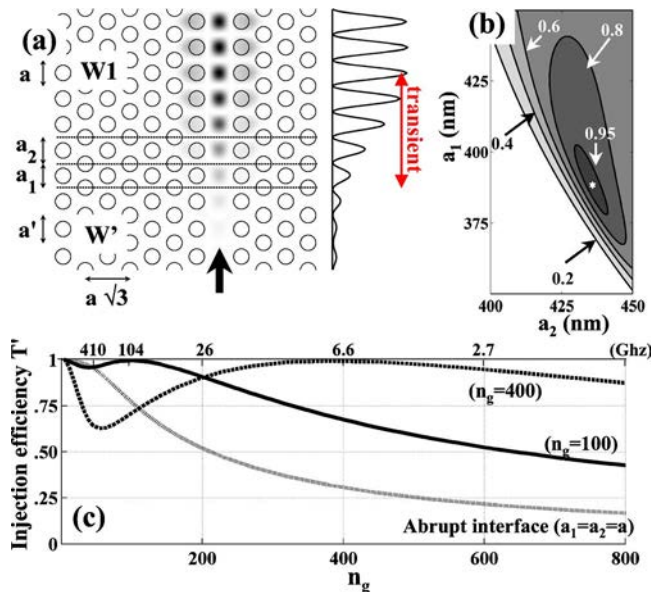 (a)
a
W1
transient
a2
a1
a'
W'
a √3
(b)
a1 (nm)
425
400
375
0.6
0.8
0.95
0.4
0.2
400
425
450
a2 (nm)
(c)
Injection efficiency T'
1
.75
.50
.25
0
410 104 26 6.6 2.7 (Ghz)
(ng=400)
(ng=100)
Abrupt interface (a1=a2=a)
200 400 600 800
ng